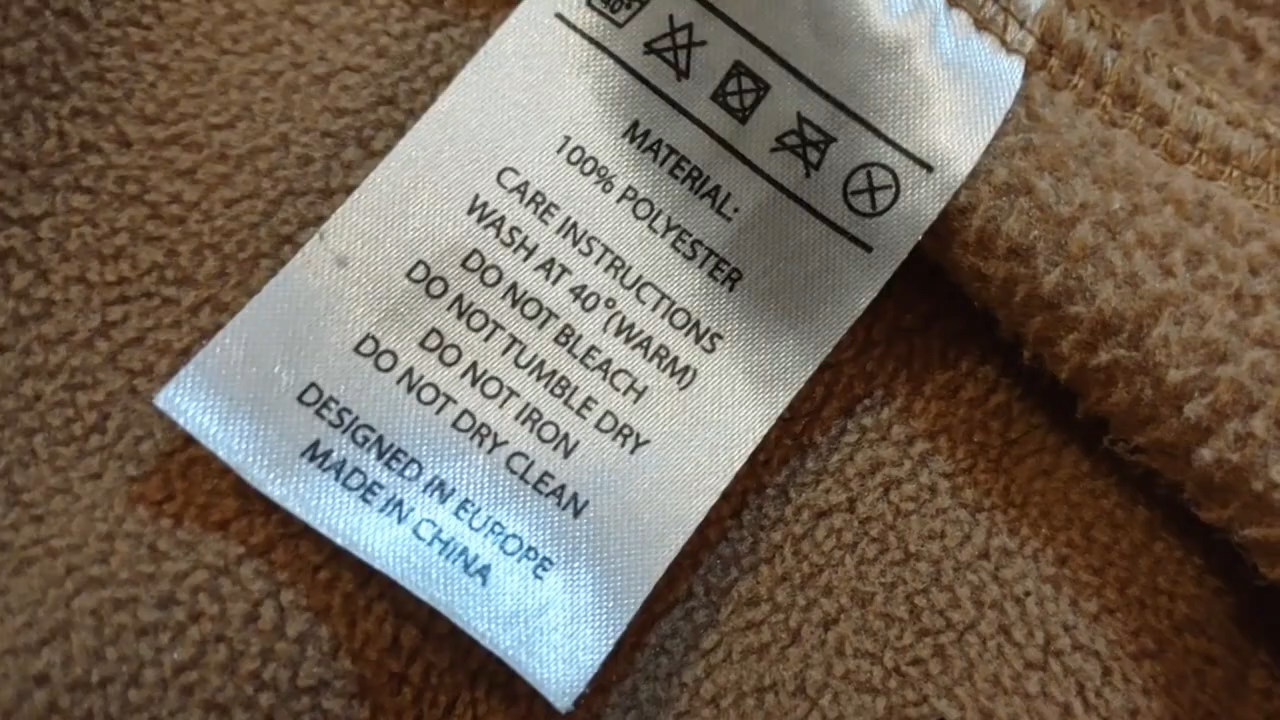 40°
MATERIAL:
100% POLYESTER
CARE INSTRUCTIONS
WASH AT 40°(WARM)
DO NOT BLEACH
DO NOT TUMBLE DRY
DO NOT IRON
DO NOT DRY CLEAN
DESIGNED IN EUROPE
MADE IN CHINA